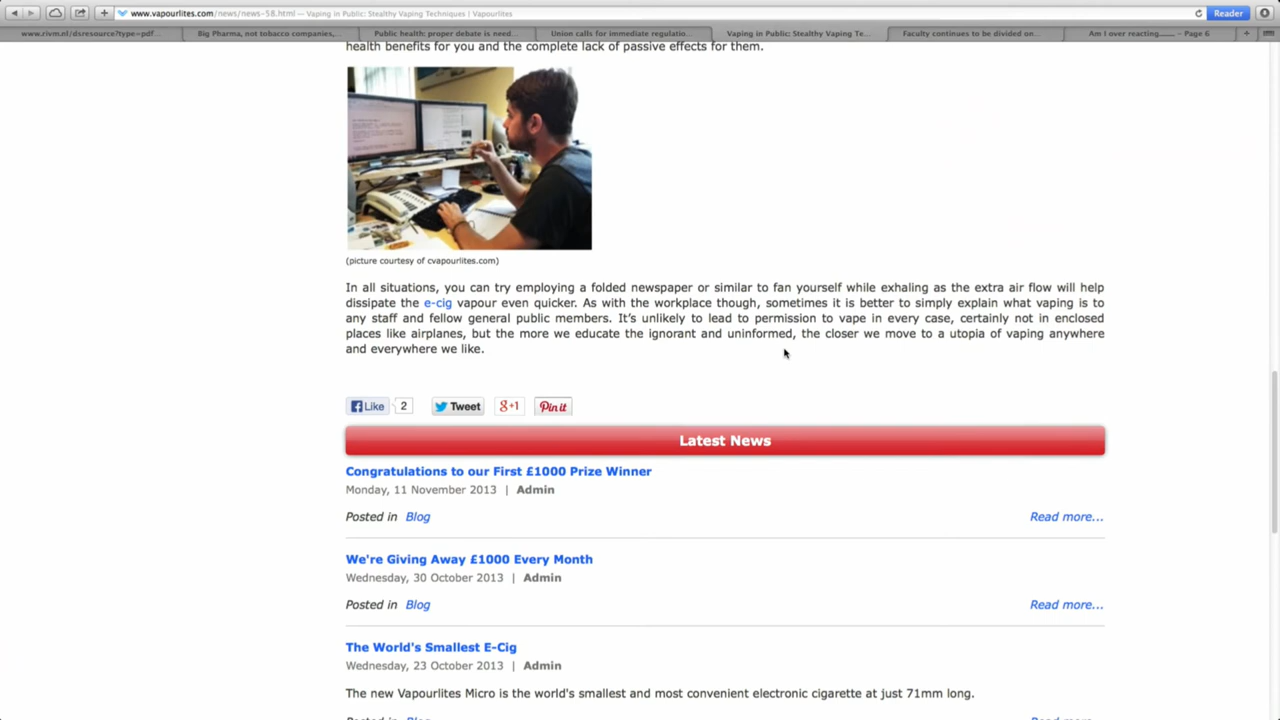 www.vapourlites.com/news/news-58.html — Vaping in Public: Stealthy Vaping Techniques | Vapourlites
Reader
www.rivm.nl/dsresource?type=pdf...
Big Pharma, not tobacco companies,...
Public health: proper debate is need...
Union calls for immediate regulatio...
Vaping in Public: Stealthy Vaping Te...
Faculty continues to be divided on...
Am I over reacting....... – Page 6
health benefits for you and the complete lack of passive effects for them.
(picture courtesy of cvapourlites.com)
In all situations, you can try employing a folded newspaper or similar to fan yourself while exhaling as the extra air flow will help
dissipate the e-cig vapour even quicker. As with the workplace though, sometimes it is better to simply explain what vaping is to
any staff and fellow general public members. It's unlikely to lead to permission to vape in every case, certainly not in enclosed
places like airplanes, but the more we educate the ignorant and uninformed, the closer we move to a utopia of vaping anywhere
and everywhere we like.
Like 2 Tweet g+1 Pin it
Latest News
Congratulations to our First £1000 Prize Winner
Monday, 11 November 2013 | Admin
Posted in Blog Read more...
We're Giving Away £1000 Every Month
Wednesday, 30 October 2013 | Admin
Posted in Blog Read more...
The World's Smallest E-Cig
Wednesday, 23 October 2013 | Admin
The new Vapourlites Micro is the world's smallest and most convenient electronic cigarette at just 71mm long.
Posted in Blog Read more...